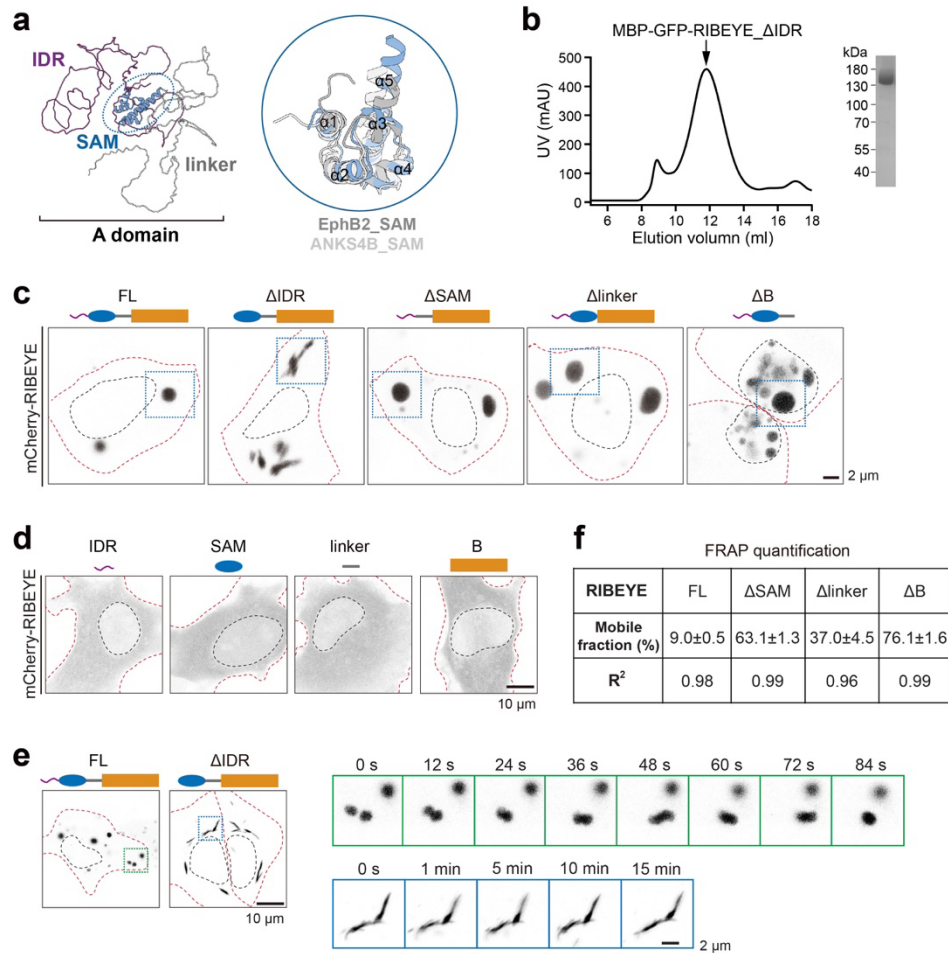 a
IDR
SAM
linker
A domain
α1
α2
α3
α4
α5
EphB2_SAM
ANKS4B_SAM
b
MBP-GFP-RIBEYE_ΔIDR
UV (mAU)
500
400
300
200
100
0
6 8 10 12 14 16 18
Elution volumn (ml)
kDa
180
130
100
70
55
40
c
FL ΔIDR ΔSAM Δlinker ΔB
mCherry-RIBEYE
2 μm
d
IDR SAM linker B
mCherry-RIBEYE
10 μm
f
FRAP quantification
RIBEYE FL ΔSAM Δlinker ΔB
Mobile fraction (%) 9.0±0.5 63.1±1.3 37.0±4.5 76.1±1.6
R² 0.98 0.99 0.96 0.99
e
FL ΔIDR
10 μm
0 s 12 s 24 s 36 s 48 s 60 s 72 s 84 s
0 s 1 min 5 min 10 min 15 min
2 μm